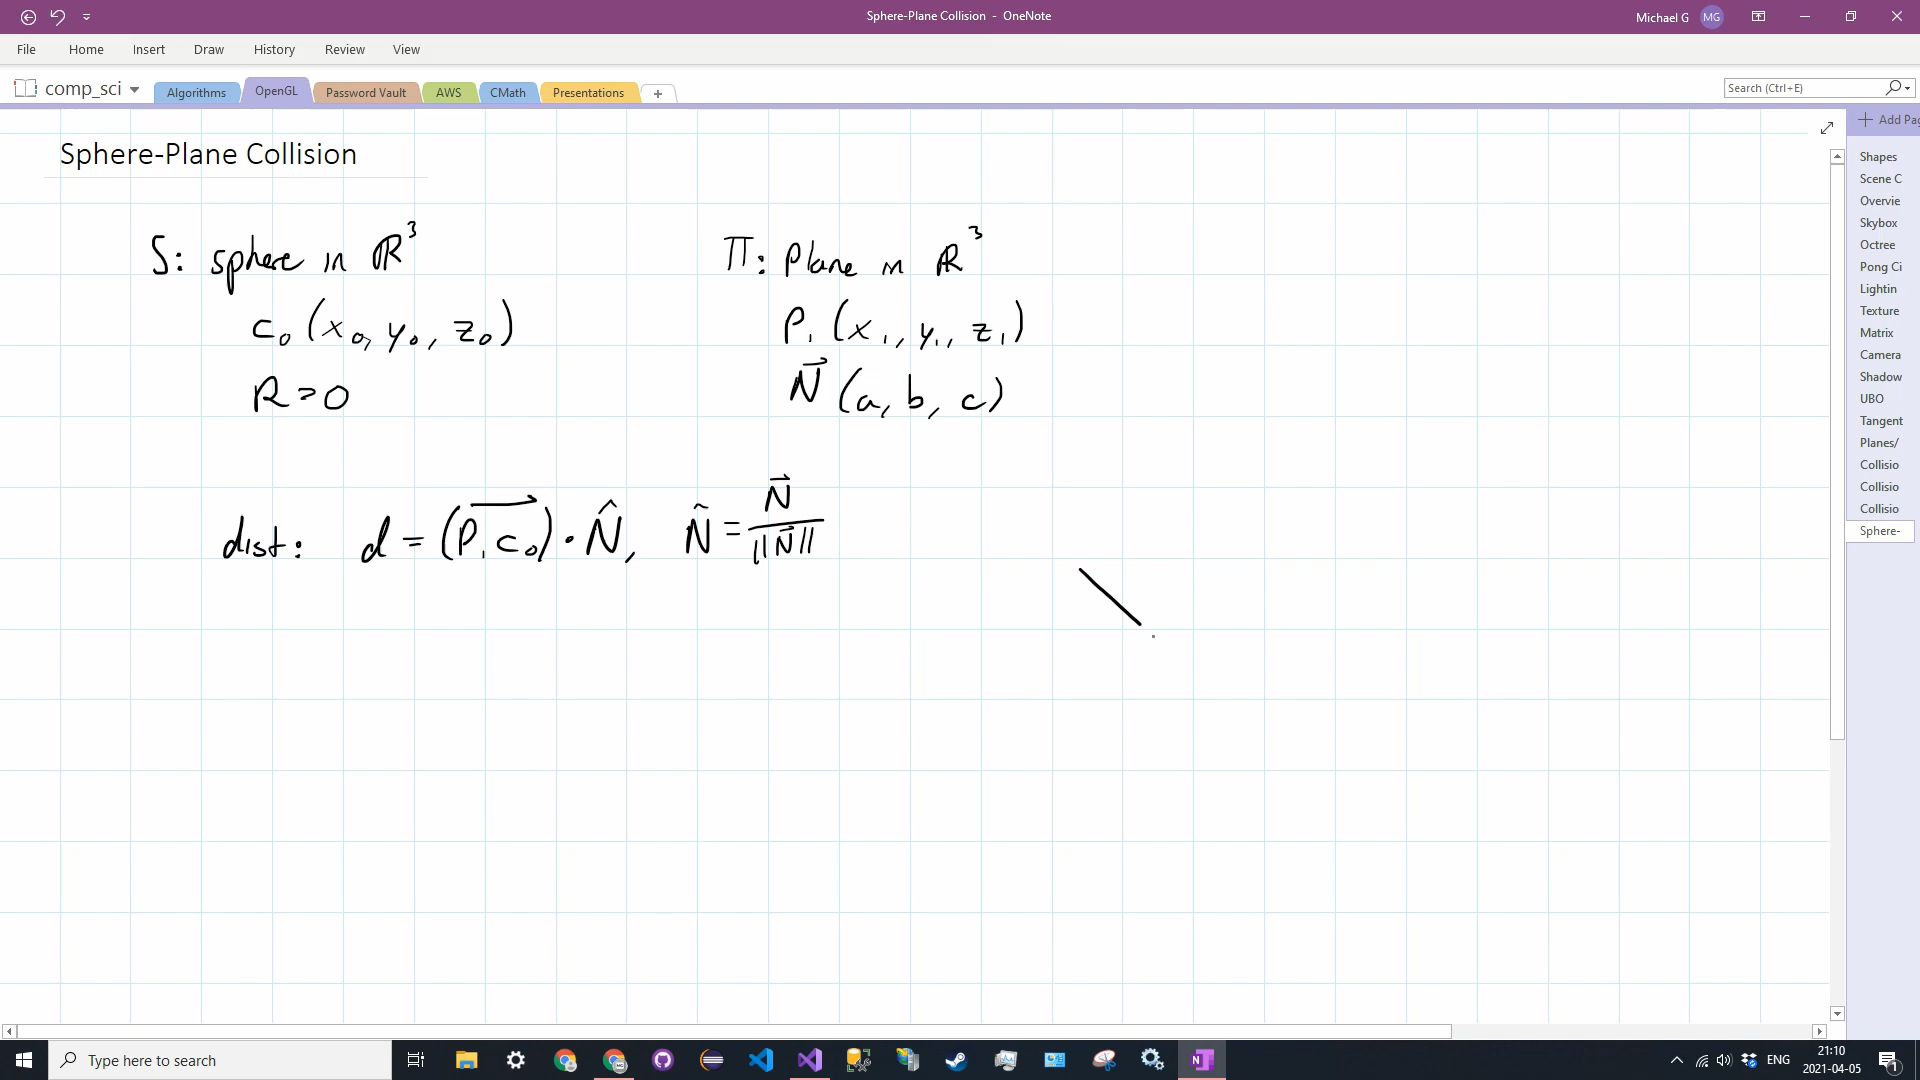 Sphere-Plane Collision - OneNote
Michael G
MG
File Home Insert Draw History Review View
comp_sci
Algorithms OpenGL Password Vault AWS CMath Presentations +
Search (Ctrl+E)
Add Pag
Sphere-Plane Collision
S: sphere in ℝ³
C₀ (x₀, y₀, z₀)
R = 0
Π: Plane in ℝ³
P₁ (x₁, y₁, z₁)
N⃗ (a, b, c)
dist: d = (P₁C₀)⃗ • N̂, N̂ = N⃗ / ||N⃗||
Shapes
Scene C
Overvie
Skybox
Octree
Pong Ci
Lightin
Texture
Matrix
Camera
Shadow
UBO
Tangent
Planes/
Collisio
Collisio
Collisio
Sphere-
Type here to search
ENG
21:10
2021-04-05
1